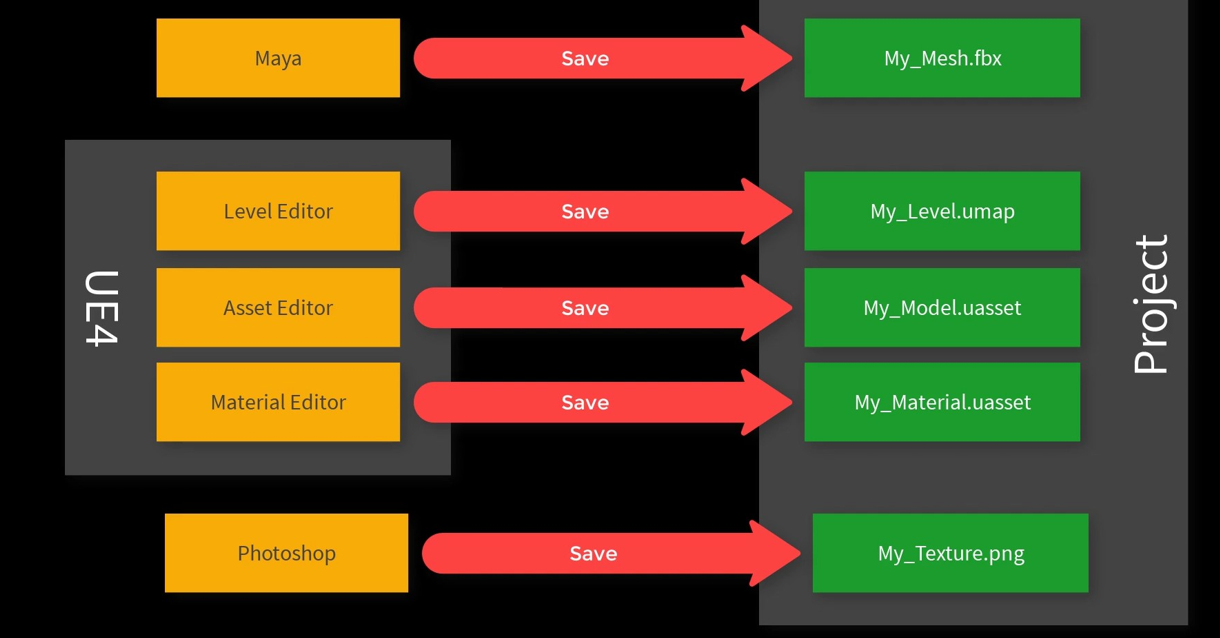 Maya
Save
My_Mesh.fbx
UE4
Level Editor
Save
My_Level.umap
Asset Editor
Save
My_Model.uasset
Material Editor
Save
My_Material.uasset
Project
Photoshop
Save
My_Texture.png